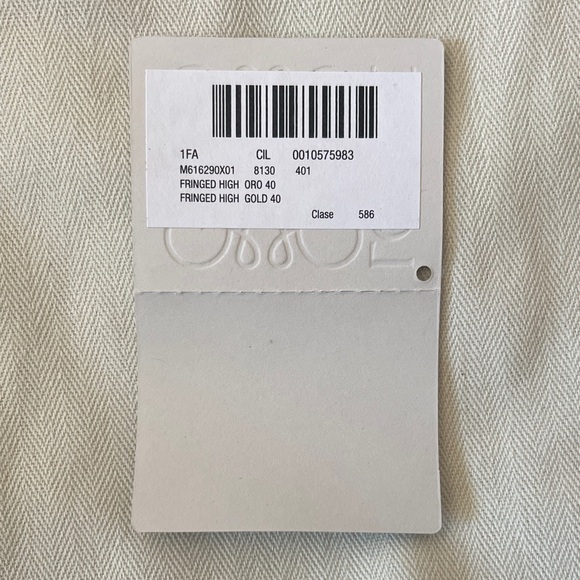 1FA CIL 0010575983
M616290X01 8130 401
FRINGED HIGH ORO 40
FRINGED HIGH GOLD 40
Clase 586